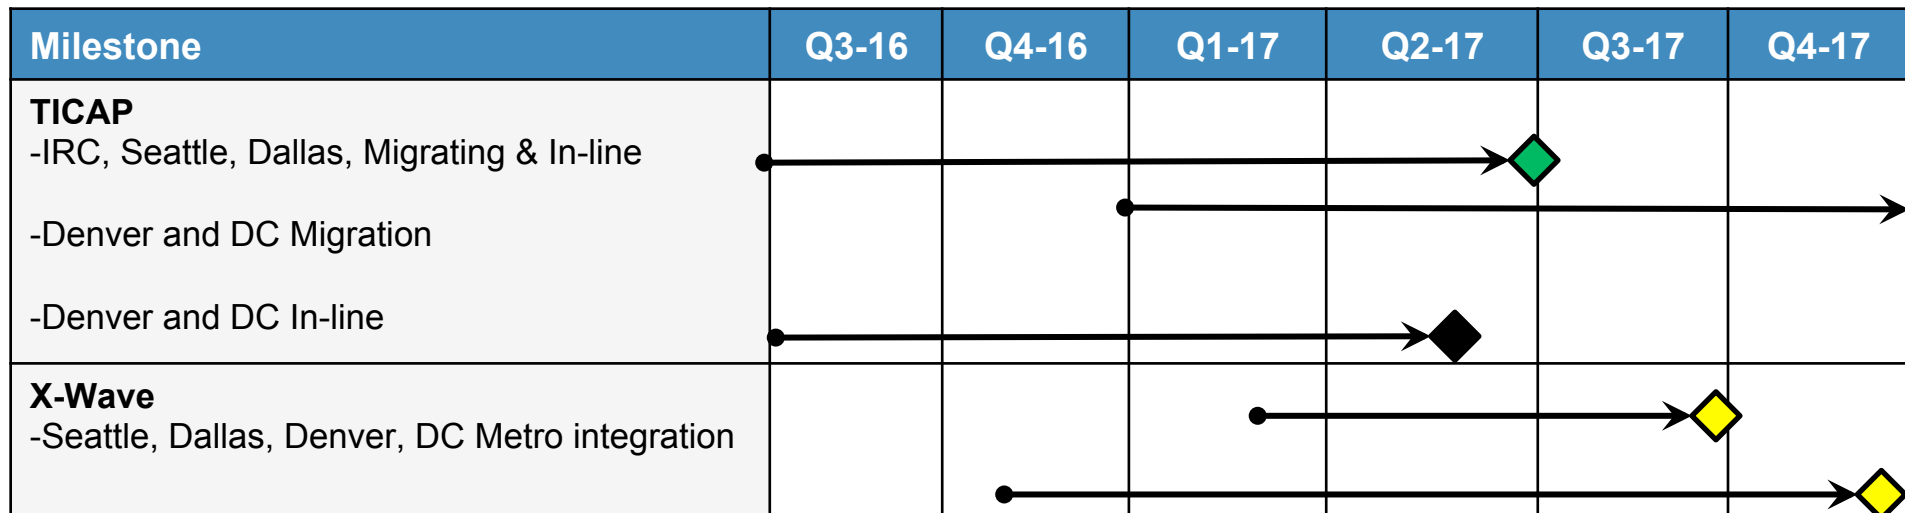 Milestone Q3-16 Q4-16 Q1-17 Q2-17 Q3-17 Q4-17
TICAP
-IRC, Seattle, Dallas, Migrating & In-line
-Denver and DC Migration
-Denver and DC In-line
X-Wave
-Seattle, Dallas, Denver, DC Metro integration